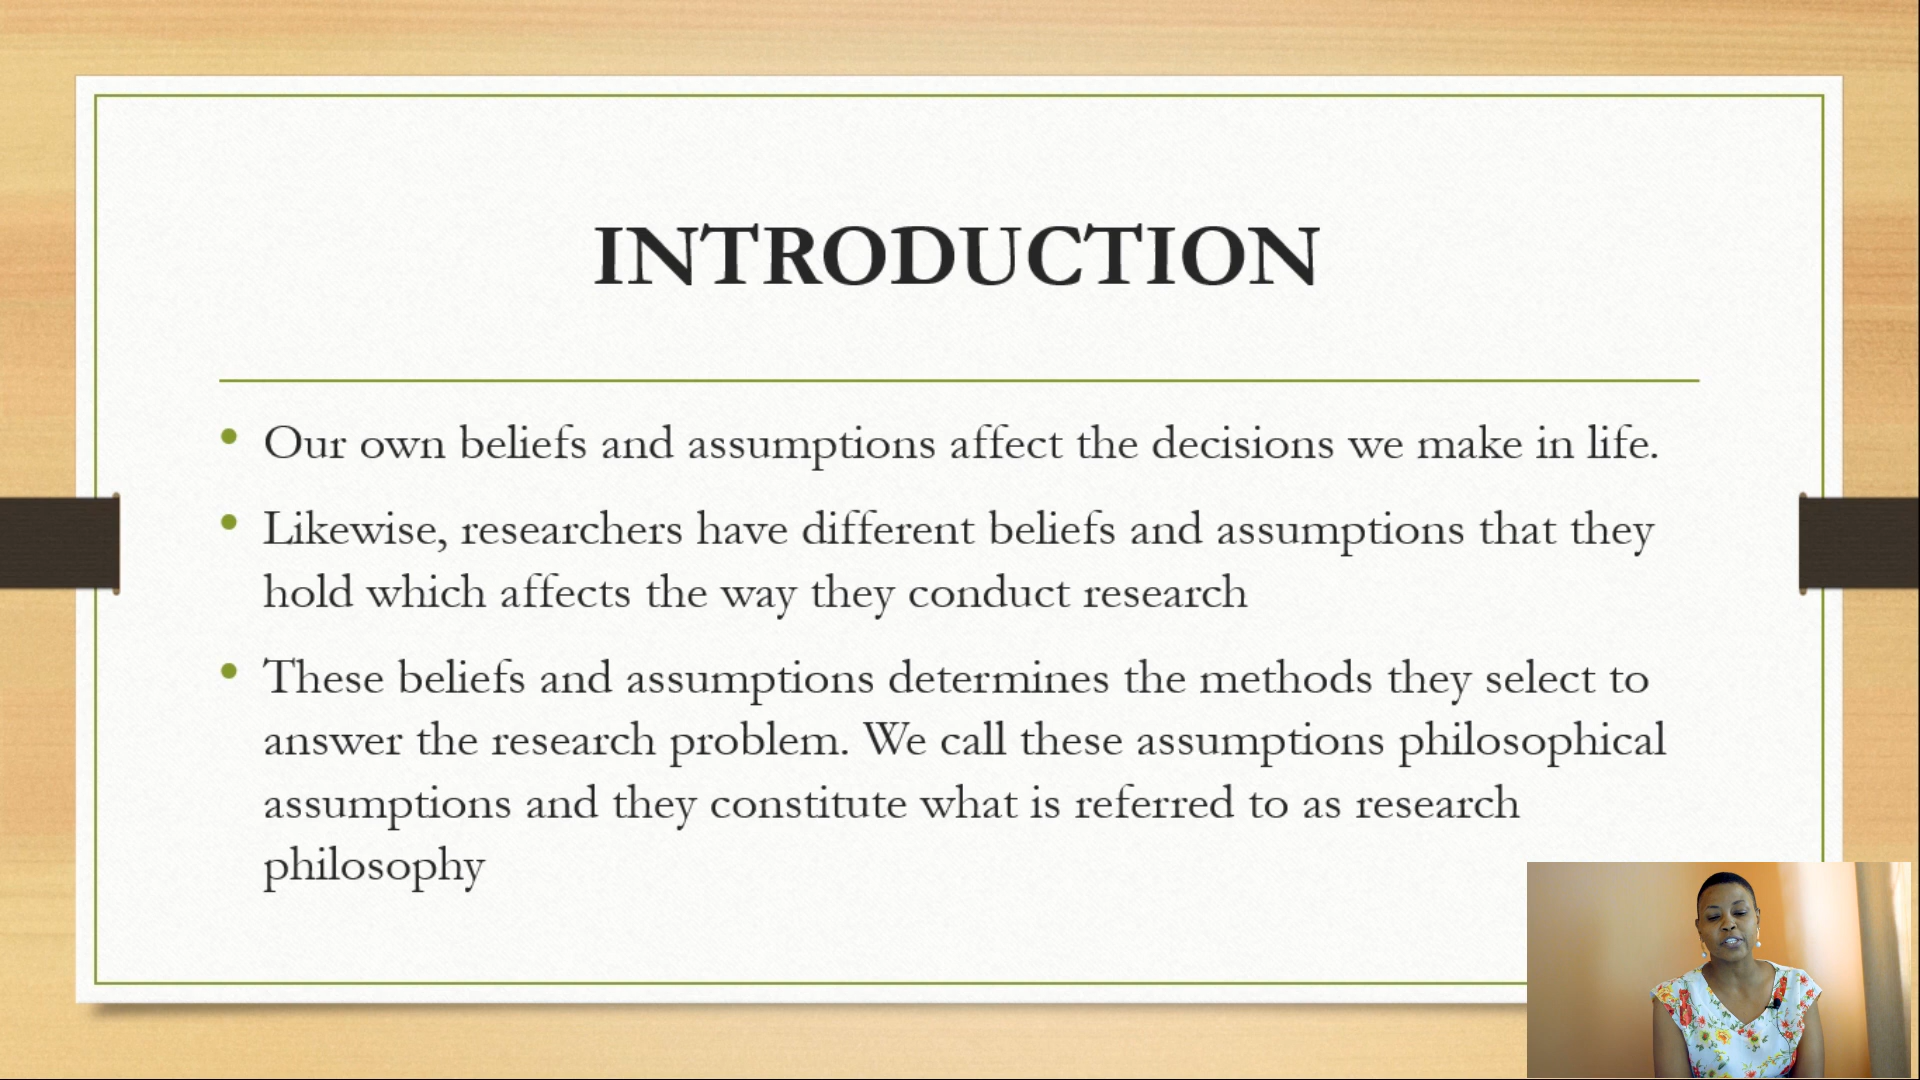 INTRODUCTION
• Our own beliefs and assumptions affect the decisions we make in life.
• Likewise, researchers have different beliefs and assumptions that they
hold which affects the way they conduct research
• These beliefs and assumptions determines the methods they select to
answer the research problem. We call these assumptions philosophical
assumptions and they constitute what is referred to as research
philosophy